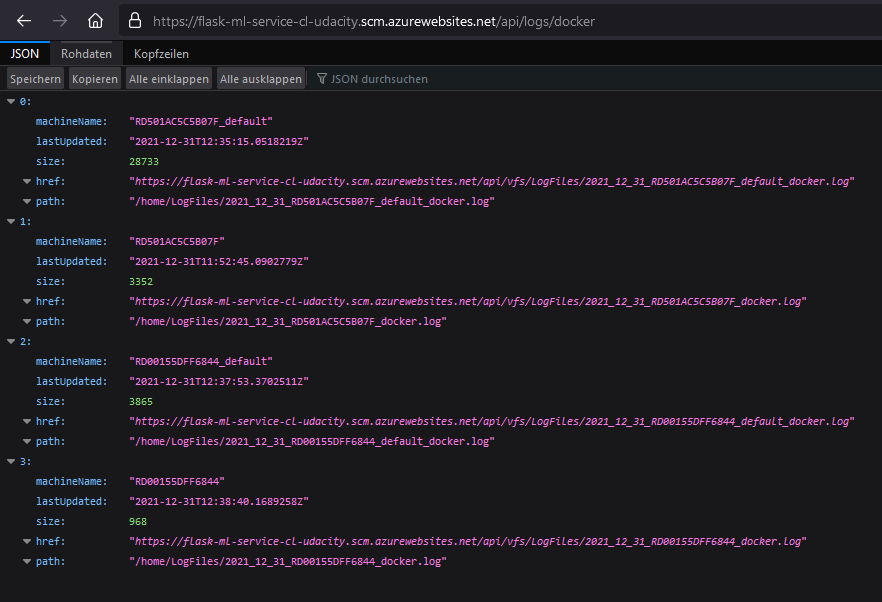 https://flask-ml-service-cl-udacity.scm.azurewebsites.net/api/logs/docker
JSON Rohdaten Kopfzeilen
Speichern Kopieren Alle einklappen Alle ausklappen JSON durchsuchen
0:
machineName: "RD501AC5C5B07F_default"
lastUpdated: "2021-12-31T12:35:15.0518219Z"
size: 28733
href: "https://flask-ml-service-cl-udacity.scm.azurewebsites.net/api/vfs/LogFiles/2021_12_31_RD501AC5C5B07F_default_docker.log"
path: "/home/LogFiles/2021_12_31_RD501AC5C5B07F_default_docker.log"
1:
machineName: "RD501AC5C5B07F"
lastUpdated: "2021-12-31T11:52:45.0902779Z"
size: 3352
href: "https://flask-ml-service-cl-udacity.scm.azurewebsites.net/api/vfs/LogFiles/2021_12_31_RD501AC5C5B07F_docker.log"
path: "/home/LogFiles/2021_12_31_RD501AC5C5B07F_docker.log"
2:
machineName: "RD00155DFF6844_default"
lastUpdated: "2021-12-31T12:37:53.3702511Z"
size: 3865
href: "https://flask-ml-service-cl-udacity.scm.azurewebsites.net/api/vfs/LogFiles/2021_12_31_RD00155DFF6844_default_docker.log"
path: "/home/LogFiles/2021_12_31_RD00155DFF6844_default_docker.log"
3:
machineName: "RD00155DFF6844"
lastUpdated: "2021-12-31T12:38:40.1689258Z"
size: 968
href: "https://flask-ml-service-cl-udacity.scm.azurewebsites.net/api/vfs/LogFiles/2021_12_31_RD00155DFF6844_docker.log"
path: "/home/LogFiles/2021_12_31_RD00155DFF6844_docker.log"